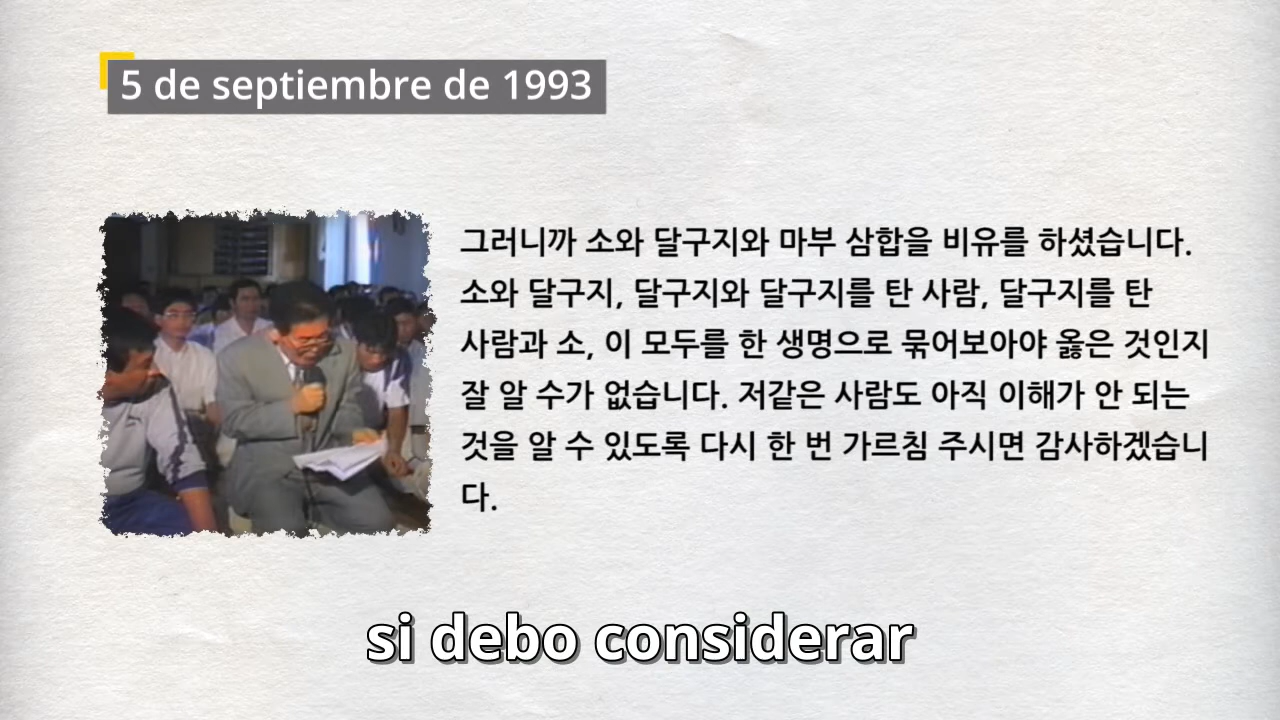 5 de septiembre de 1993
그러니까 소와 달구지와 마부 삼합을 비유를 하셨습니다.
소와 달구지, 달구지와 달구지를 탄 사람, 달구지를 탄
사람과 소, 이 모두를 한 생명으로 묶어보아야 옳은 것인지
잘 알 수가 없습니다. 저같은 사람도 아직 이해가 안 되는
것을 알 수 있도록 다시 한 번 가르침 주시면 감사하겠습니
다.
si debo considerar